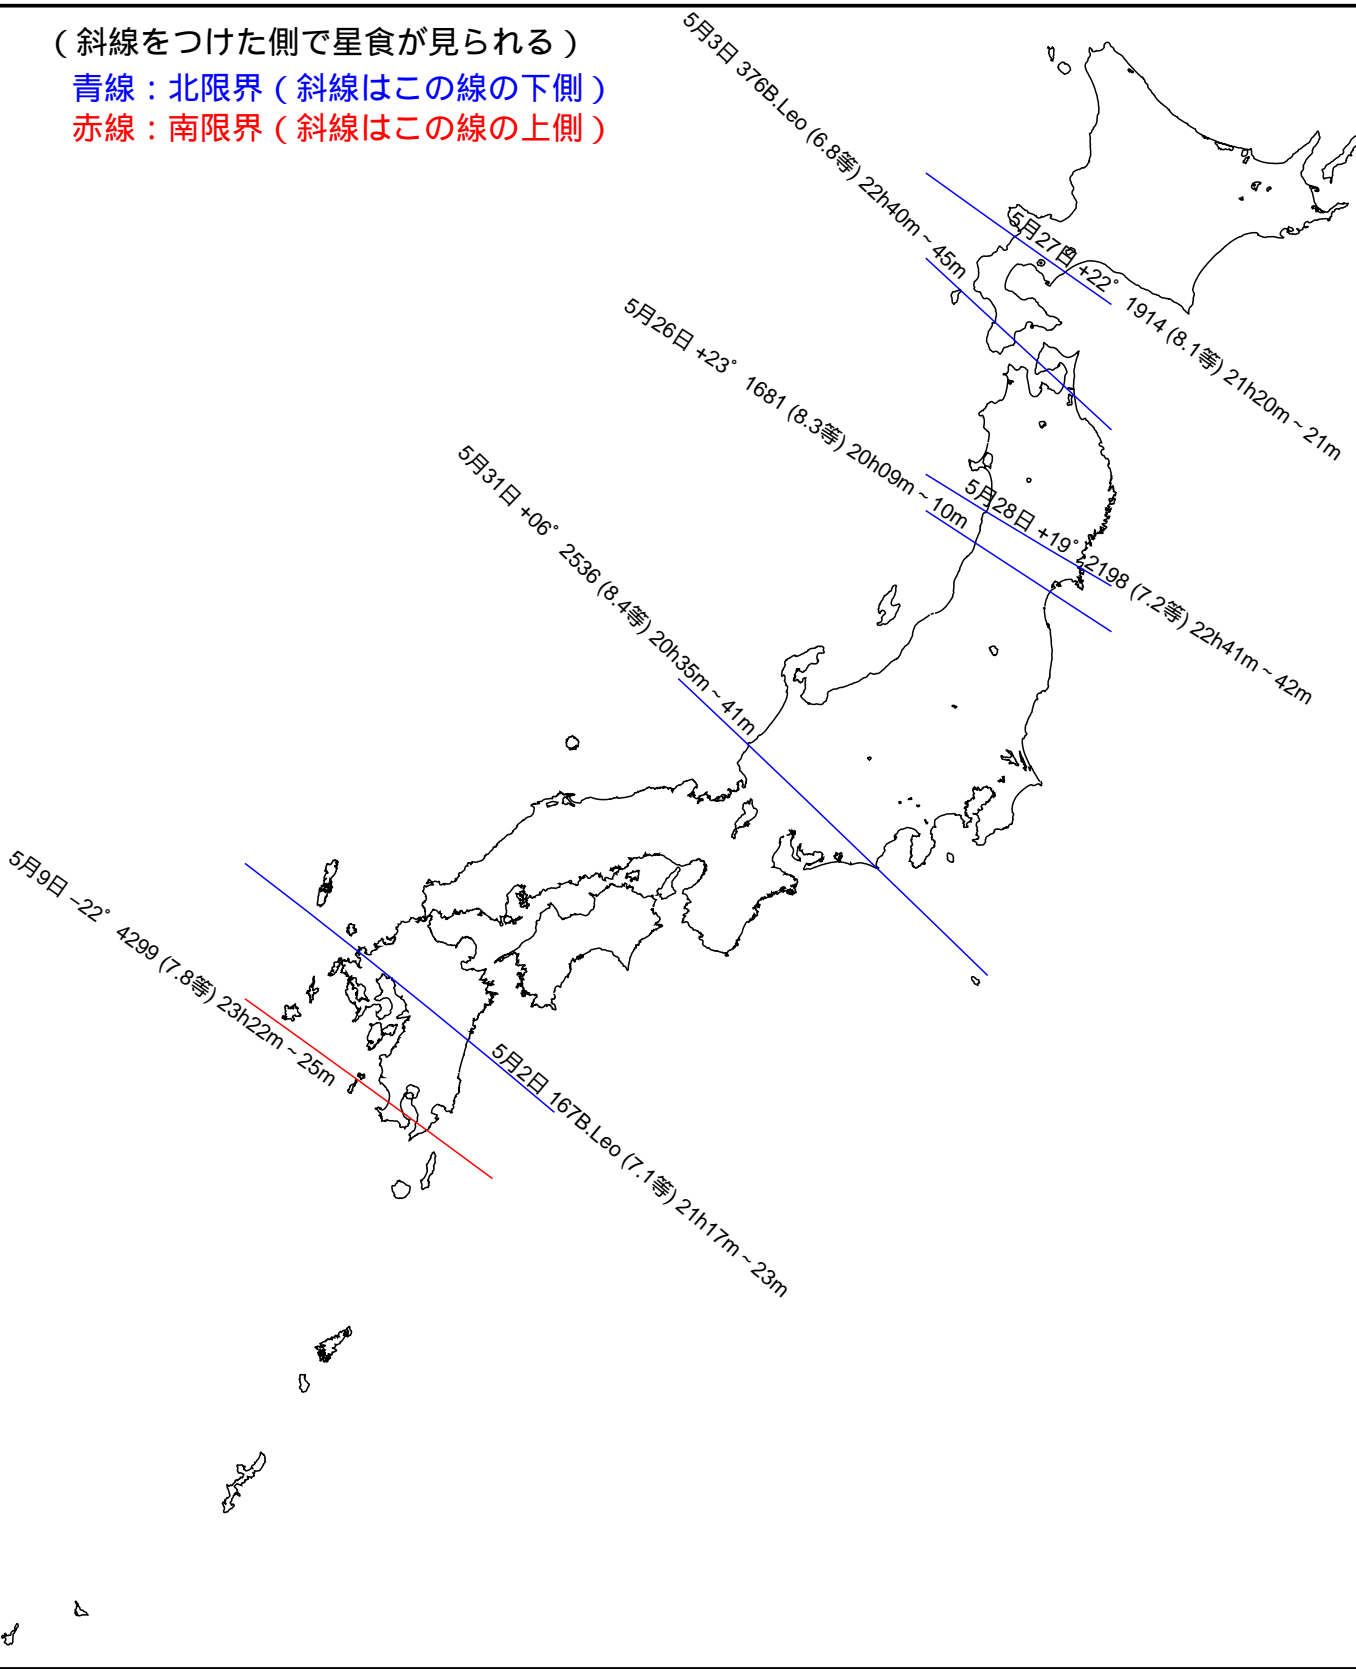 (斜線をつけた側で星食が見られる)
青線:北限界(斜線はこの線の下側)
赤線:南限界(斜線はこの線の上側)
5月3日 376B.Leo (6.8等) 22h40m ~ 45m
5月27日 +22° 1914 (8.1等) 21h20m ~ 21m
5月26日 +23° 1681 (8.3等) 20h09m ~ 10m
5月28日 +19° 2198 (7.2等) 22h41m ~ 42m
5月31日 +06° 2536 (8.4等) 20h35m ~ 41m
5月9日 −22° 4299 (7.8等) 23h22m ~ 25m
5月2日 167B.Leo (7.1等) 21h17m ~ 23m